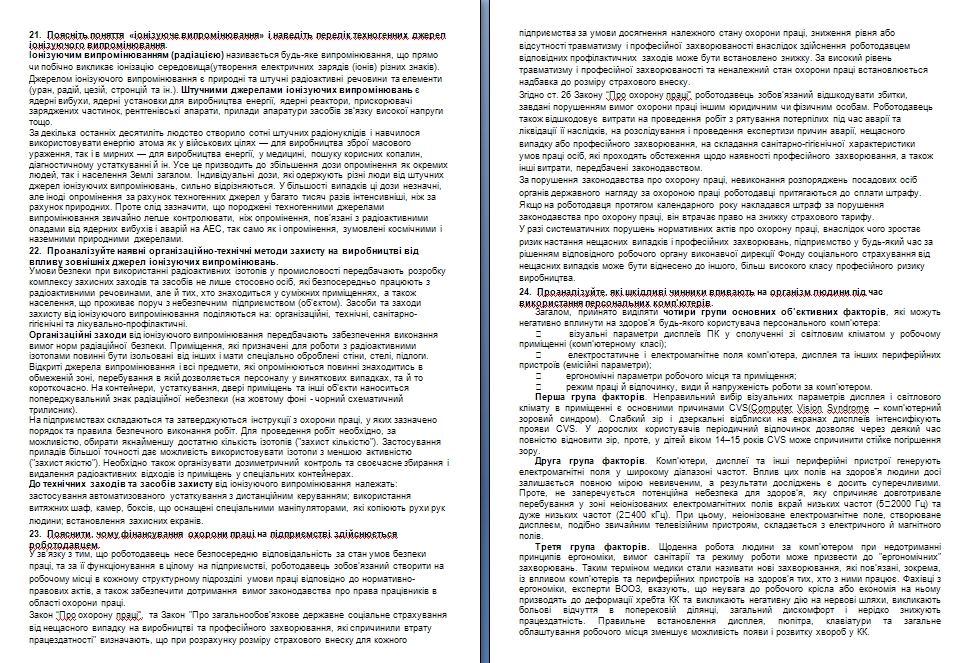 21. Поясніть поняття «іонізуюче випромінювання» і наведіть перелік техногенних джерел
іонізуючого випромінювання.
Іонізуючим випромінюванням (радіацією) називається будь-яке випромінювання, що прямо
чи побічно викликає іонізацію середовища(утворення електричних зарядів (іонів) різних знаків).
Джерелом іонізуючого випромінювання є природні та штучні радіоактивні речовини та елементи
(уран, радій, цезій, стронцій та ін.). Штучними джерелами іонізуючих випромінювань є
ядерні вибухи, ядерні установки для виробництва енергії, ядерні реактори, прискорювачі
заряджених частинок, рентгенівські апарати, прилади апаратури засобів зв'язку високої напруги
тощо.
За декілька останніх десятиліть людство створило сотні штучних радіонуклідів і навчилося
використовувати енергію атома як у військових цілях — для виробництва зброї масового
ураження, так і в мирних — для виробництва енергії, у медицині, пошуку корисних копалин,
діагностичному устаткуванні й ін. Усе це призводить до збільшення дози опромінення як окремих
людей, так і населення Землі загалом. Індивідуальні дози, які одержують різні люди від штучних
джерел іонізуючих випромінювань, сильно відрізняються. У більшості випадків ці дози незначні,
але іноді опромінення за рахунок техногенних джерел у багато тисяч разів інтенсивніші, ніж за
рахунок природних. Проте слід зазначити, що породжені техногенними джерелами
випромінювання звичайно легше контролювати, ніж опромінення, пов'язані з радіоактивними
опадами від ядерних вибухів і аварій на АЕС, так само як і опромінення, зумовлені космічними і
наземними природними джерелами.
22. Проаналізуйте наявні організаційно-технічні методи захисту на виробництві від
впливу зовнішніх джерел іонізуючих випромінювань.
Умови безпеки при використанні радіоактивних ізотопів у промисловості передбачають розробку
комплексу захисних заходів та засобів не лише стосовно осіб, які безпосередньо працюють з
радіоактивними речовинами, але й тих, хто знаходиться у суміжних приміщеннях, а також
населення, що проживає поруч з небезпечним підприємством (об'єктом). Засоби та заходи
захисту від іонізуючого випромінювання поділяються на: організаційні, технічні, санітарно-
гігієнічні та лікувально-профілактичні.
Організаційні заходи від іонізуючого випромінювання передбачають забезпечення виконання
вимог норм радіаційної безпеки. Приміщення, які призначені для роботи з радіоактивними
ізотопами повинні бути ізольовані від інших і мати спеціально оброблені стіни, стелі, підлоги.
Відкриті джерела випромінювання і всі предмети, які опромінюються повинні знаходитись в
обмеженій зоні, перебування в якій дозволяється персоналу у виняткових випадках, та й то
короткочасно. На контейнери, устаткування, двері приміщень та інші об'єкти наноситься
попереджувальний знак радіаційної небезпеки (на жовтому фоні - чорний схематичний
трилисник).
На підприємствах складаються та затверджуються інструкції з охорони праці, у яких зазначено
порядок та правила безпечного виконання робіт. Для проведення робіт необхідно, за
можливістю, обирати якнайменшу достатню кількість ізотопів ("захист кількістю"). Застосування
приладів більшої точності дає можливість використовувати ізотопи з меншою активністю
("захист якістю"). Необхідно також організувати дозиметричний контроль та своєчасне збирання і
видалення радіоактивних відходів із приміщень у спеціальних контейнерах.
До технічних заходів та засобів захисту від іонізуючого випромінювання належать:
застосування автоматизованого устаткування з дистанційним керуванням; використання
витяжних шаф, камер, боксів, що оснащені спеціальними маніпуляторами, які копіюють рухи рук
людини; встановлення захисних екранів.
23. Пояснити, чому фінансування охорони праці на підприємстві здійснюється
роботодавцем.
У зв'язку з тим, що роботодавець несе безпосередню відповідальність за стан умов безпеки
праці, та за її функціонування в цілому на підприємстві, роботодавець зобов'язаний створити на
робочому місці в кожному структурному підрозділі умови праці відповідно до нормативно-
правових актів, а також забезпечити дотримання вимог законодавства про права працівників в
області охорони праці.
Закон "Про охорону праці", та Закон "Про загальнообов'язкове державне соціальне страхування
від нещасного випадку на виробництві та професійного захворювання, які спричинили втрату
працездатності" визначають, що при розрахунку розміру страхового внеску для кожного
підприємства за умови досягнення належного стану охорони праці, зниження рівня або
відсутності травматизму і професійної захворюваності внаслідок здійснення роботодавцем
відповідних профілактичних заходів може бути встановлено знижку. За високий рівень
травматизму і професійної захворюваності та неналежний стан охорони праці встановлюється
надбавка до розміру страхового внеску.
Згідно ст. 26 Закону "Про охорону праці" роботодавець зобов'язаний відшкодувати збитки,
завдані порушенням вимог охорони праці іншим юридичним чи фізичним особам. Роботодавець
також відшкодовує витрати на проведення робіт з рятування потерпілих під час аварії та
ліквідації її наслідків, на розслідування і проведення експертизи причин аварії, нещасного
випадку або професійного захворювання, на складання санітарно-гігієнічної характеристики
умов праці осіб, які проходять обстеження щодо наявності професійного захворювання, а також
інші витрати, передбачені законодавством.
За порушення законодавства про охорону праці, невиконання розпоряджень посадових осіб
органів державного нагляду за охороною праці роботодавці притягаються до сплати штрафу.
Якщо на роботодавця протягом календарного року накладався штраф за порушення
законодавства про охорону праці, він втрачає право на знижку страхового тарифу.
У разі систематичних порушень нормативних актів про охорону праці, внаслідок чого зростає
ризик настання нещасних випадків і професійних захворювань, підприємство у будь-який час за
рішенням відповідного робочого органу виконавчої дирекції Фонду соціального страхування від
нещасних випадків може бути віднесено до іншого, більш високого класу професійного ризику
виробництва.
24. Проаналізуйте, які шкідливі чинники впливають на організм людини під час
використання персональних комп'ютерів.
Загалом, прийнято виділяти чотири групи основних об'єктивних факторів, які можуть
негативно вплинути на здоров'я будь-якого користувача персонального комп'ютера:
□ візуальні параметри дисплеїв ПК у сполученні зі світловим кліматом у робочому
приміщенні (комп'ютерному класі);
□ електростатичне і електромагнітне поля комп'ютера, дисплея та інших периферійних
пристроїв (емісійні параметри);
□ ергономічні параметри робочого місця та приміщення;
□ режим праці й відпочинку, види й напруженість роботи за комп'ютером.
Перша група факторів. Неправильний вибір візуальних параметрів дисплея і світлового
клімату в приміщенні є основними причинами CVS(Computer Vision Syndrome – комп'ютерний
зоровий синдром). Слабкий зір і дзеркальні відблиски на екранах дисплеїв інтенсифікують
прояви CVS. У дорослих користувачів періодичний відпочинок дозволяє через деякий час
повністю відновити зір, проте, у дітей віком 14–15 років CVS може спричинити стійке погіршення
зору.
Друга група факторів. Комп'ютери, дисплеї та інші периферійні пристрої генерують
електромагнітні поля у широкому діапазоні частот. Вплив цих полів на здоров'я людини досі
залишається повною мірою невивченим, а результати досліджень є досить суперечливими.
Проте, не заперечується потенційна небезпека для здоров'я, яку спричиняє довготривале
перебування у зоні неіонізованих електромагнітних полів вкрай низьких частот (5□2000 Гц) та
дуже низьких частот (2□400 кГц). При цьому, неіонізоване електромагнітне поле, створюване
дисплеєм, подібно звичайним телевізійним пристроям, складається з електричного й магнітного
полів.
Третя група факторів. Щоденна робота людини за комп'ютером при недотриманні
принципів ергономіки, вимог санітарії та режиму роботи може призвести до "ергономічних"
захворювань. Таким терміном медики стали називати нові захворювання, які пов'язані, зокрема,
із впливом комп'ютерів та периферійних пристроїв на здоров'я тих, хто з ними працює. Фахівці з
ергономіки, експерти ВООЗ, вказують, що неувага до робочого крісла або економія на ньому
призводять до деформації хребта КК та викликають негативну дію на нервові шляхи, викликають
больові відчуття в поперековій ділянці, загальний дискомфорт і нерідко знижують
працездатність. Правильне встановлення дисплея, пюпітра, клавіатури та загальне
облаштування робочого місця зменшує можливість появи і розвитку хвороб у КК.